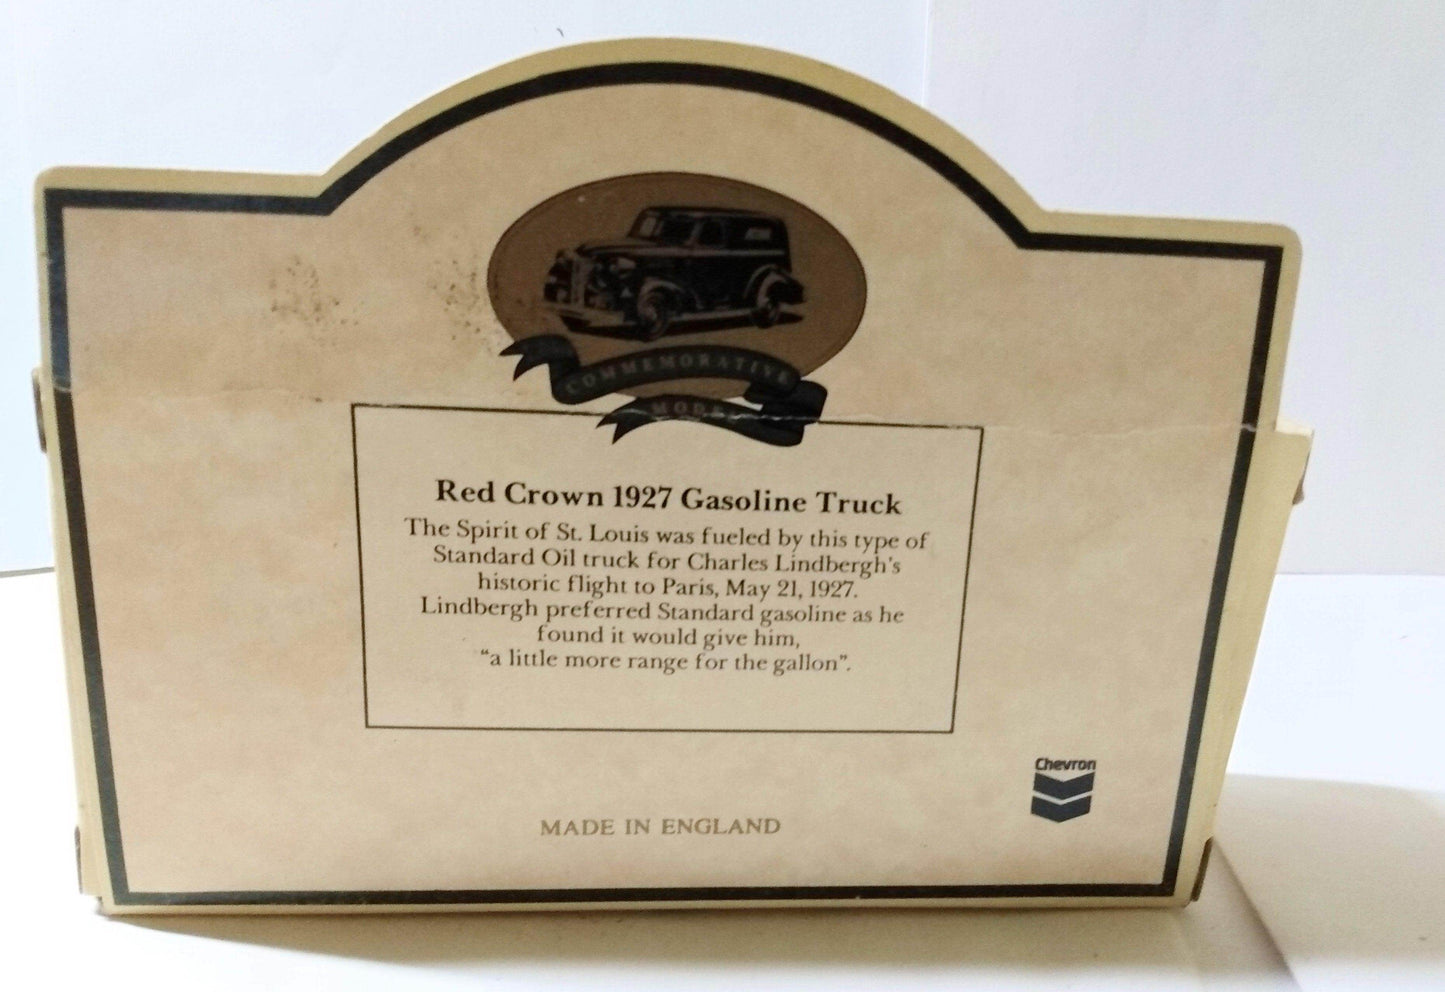 COMMEMORATIVE
MODEL
Red Crown 1927 Gasoline Truck
The Spirit of St. Louis was fueled by this type of
Standard Oil truck for Charles Lindbergh's
historic flight to Paris, May 21, 1927.
Lindbergh preferred Standard gasoline as he
found it would give him,
“a little more range for the gallon”.
Chevron
MADE IN ENGLAND